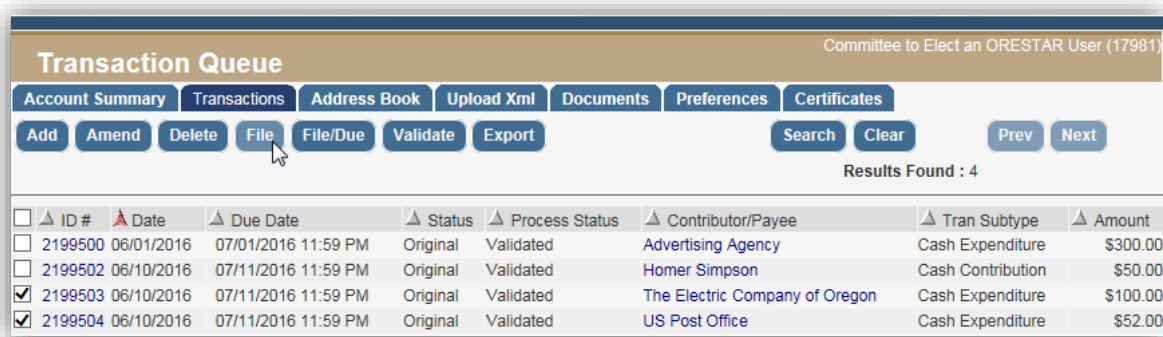 Committee to Elect an ORESTAR User (17981)
Transaction Queue
Account Summary Transactions Address Book Upload Xml Documents Preferences Certificates
Add Amend Delete File File/Due Validate Export Search Clear Prev Next
Results Found : 4
ID # Date Due Date Status Process Status Contributor/Payee Tran Subtype Amount
2199500 06/01/2016 07/01/2016 11:59 PM Original Validated Advertising Agency Cash Expenditure $300.00
2199502 06/10/2016 07/11/2016 11:59 PM Original Validated Homer Simpson Cash Contribution $50.00
2199503 06/10/2016 07/11/2016 11:59 PM Original Validated The Electric Company of Oregon Cash Expenditure $100.00
2199504 06/10/2016 07/11/2016 11:59 PM Original Validated US Post Office Cash Expenditure $52.00